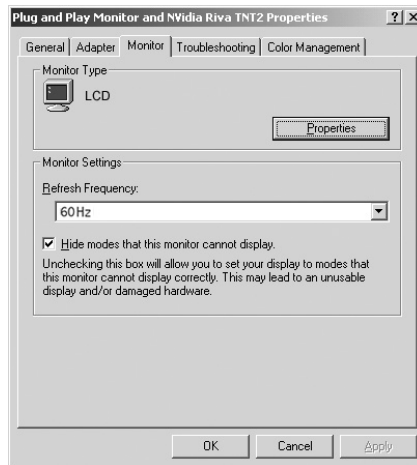 Plug and Play Monitor and NVidia Riva TNT2 Properties
General Adapter Monitor Troubleshooting Color Management
Monitor Type
LCD
Properties
Monitor Settings
Refresh Frequency:
60Hz
Hide modes that this monitor cannot display.
Unchecking this box will allow you to set your display to modes that
this monitor cannot display correctly. This may lead to an unusable
display and/or damaged hardware.
OK Cancel Apply